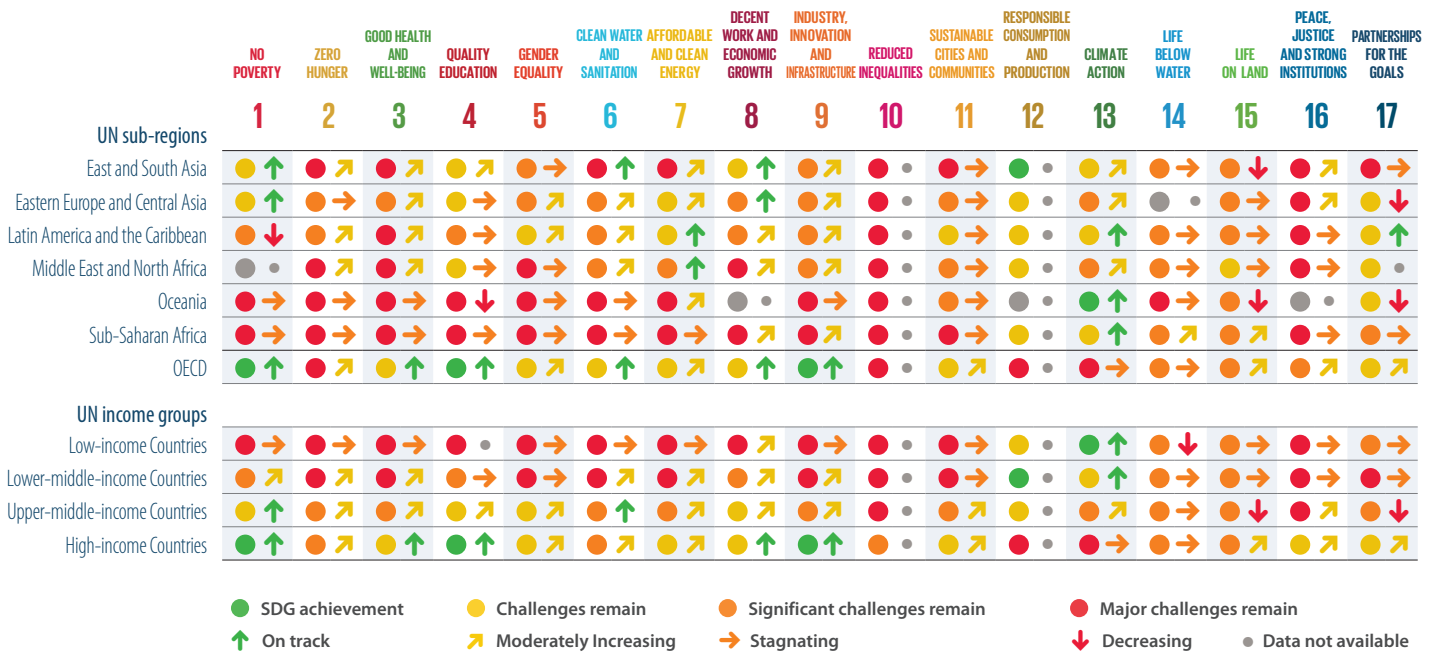 NO
POVERTY
ZERO
HUNGER
GOOD HEALTH
AND
WELL-BEING
QUALITY
EDUCATION
GENDER
EQUALITY
CLEAN WATER
AND
SANITATION
AFFORDABLE
AND CLEAN
ENERGY
DECENT
WORK AND
ECONOMIC
GROWTH
INDUSTRY,
INNOVATION
AND
INFRASTRUCTURE
REDUCED
INEQUALITIES
SUSTAINABLE
CITIES AND
COMMUNITIES
RESPONSIBLE
CONSUMPTION
AND
PRODUCTION
CLIMATE
ACTION
LIFE
BELOW
WATER
LIFE
ON LAND
PEACE,
JUSTICE
AND STRONG
INSTITUTIONS
PARTNERSHIPS
FOR THE
GOALS
1 2 3 4 5 6 7 8 9 10 11 12 13 14 15 16 17
UN sub-regions
East and South Asia
Eastern Europe and Central Asia
Latin America and the Caribbean
Middle East and North Africa
Oceania
Sub-Saharan Africa
OECD
UN income groups
Low-income Countries
Lower-middle-income Countries
Upper-middle-income Countries
High-income Countries
SDG achievement Challenges remain Significant challenges remain Major challenges remain
On track Moderately Increasing Stagnating Decreasing Data not available